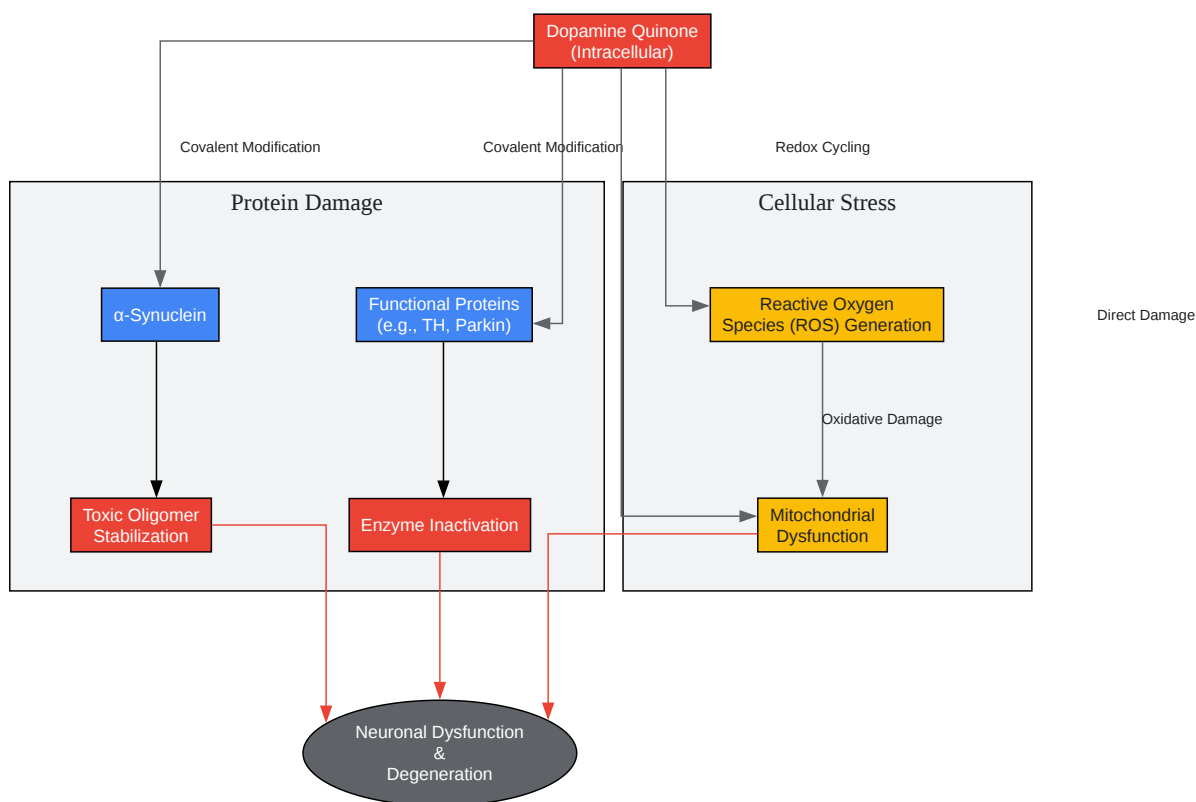 Dopamine Quinone
(Intracellular)
Covalent Modification
Covalent Modification
Redox Cycling
Protein Damage
Cellular Stress
α-Synuclein
Functional Proteins
(e.g., TH, Parkin)
Reactive Oxygen
Species (ROS) Generation
Direct Damage
Oxidative Damage
Toxic Oligomer
Stabilization
Enzyme Inactivation
Mitochondrial
Dysfunction
Neuronal Dysfunction
&
Degeneration